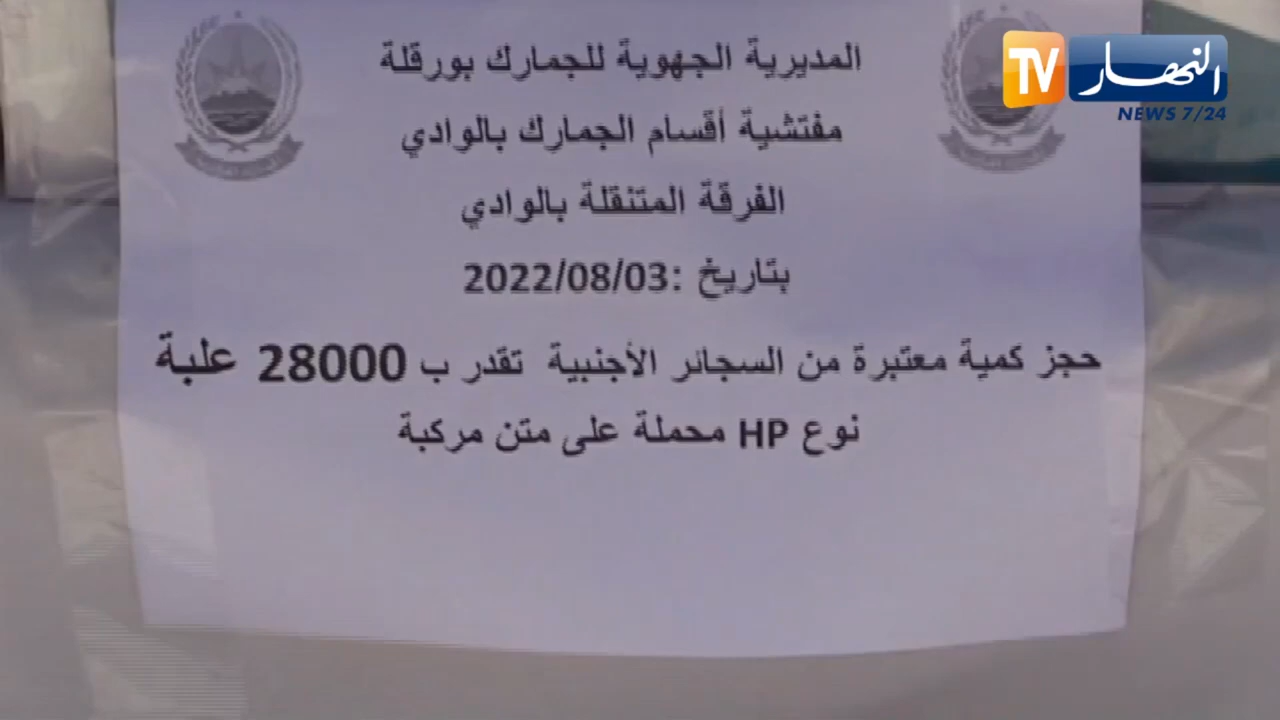 المديرية الجهوية للجمارك بورقلة
مفتشية أقسام الجمارك بالوادي
الفرقة المتنقلة بالوادي
بتاريخ :2022/08/03
حجز كمية معتبرة من السجائر الأجنبية تقدر ب 28000 علبة
نوع HP محملة على متن مركبة
النهار TV
NEWS 7/24